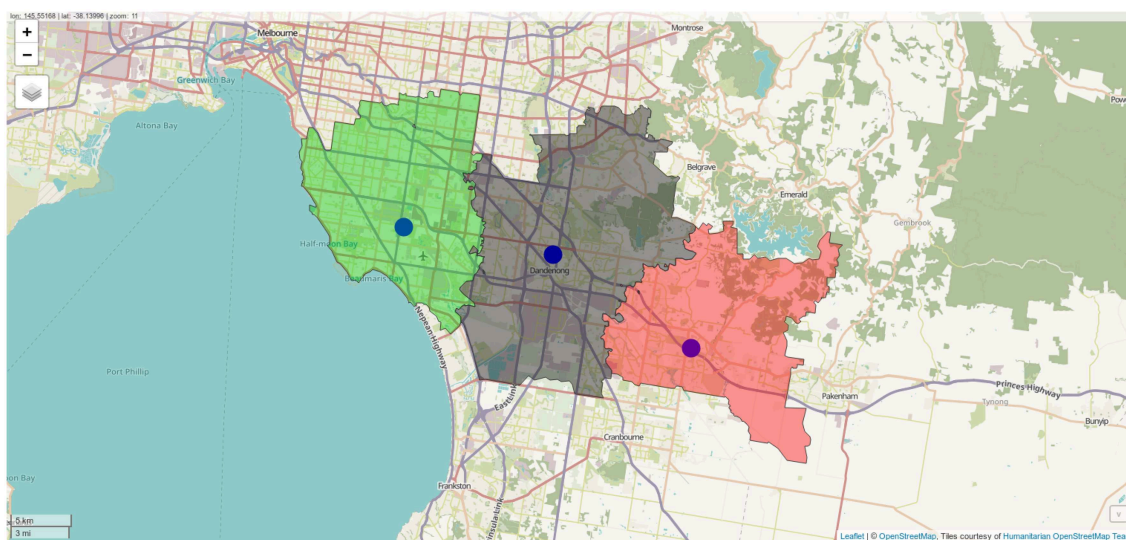 lon: 145.55168 | lat: -38.13996 | zoom: 11
+
−
Melbourne
Montrose
Greenwich Bay
Altona Bay
Belgrave
Emerald
Gembrook
Half-moon Bay
Beaumaris Bay
Dandenong
Nepean Highway
Port Phillip
EastLink
Princes Highway
Pakenham
Tynong
Bunyip
Cranbourne
Frankston
5 km
3 mi
Leaflet | © OpenStreetMap, Tiles courtesy of Humanitarian OpenStreetMap Tea